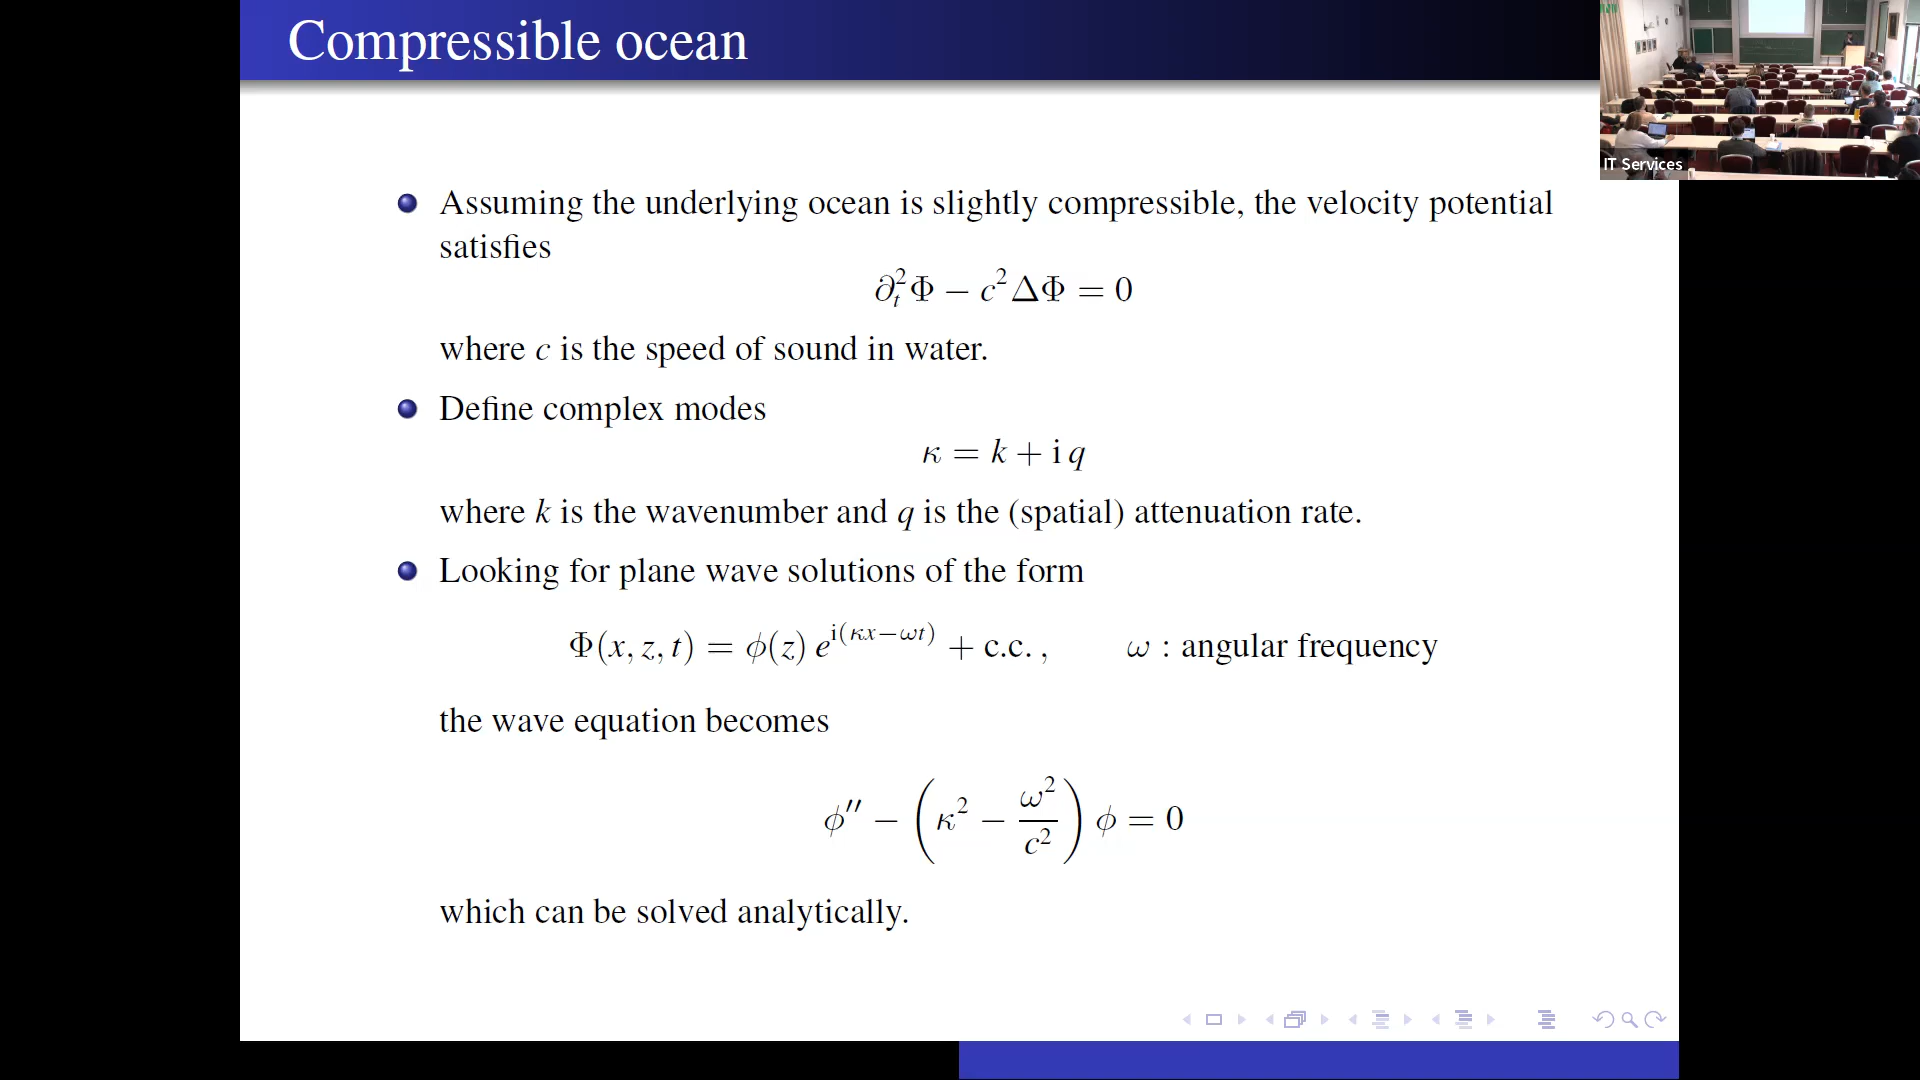 Compressible ocean
Assuming the underlying ocean is slightly compressible, the velocity potential
satisfies
∂ₜ²Φ − c²ΔΦ = 0
where c is the speed of sound in water.
Define complex modes
κ = k + i q
where k is the wavenumber and q is the (spatial) attenuation rate.
Looking for plane wave solutions of the form
Φ(x, z, t) = ϕ(z) e^{i(κx−ωt)} + c.c. , ω : angular frequency
the wave equation becomes
ϕ′′ − (κ² − ω²/c²) ϕ = 0
which can be solved analytically.
IT Services